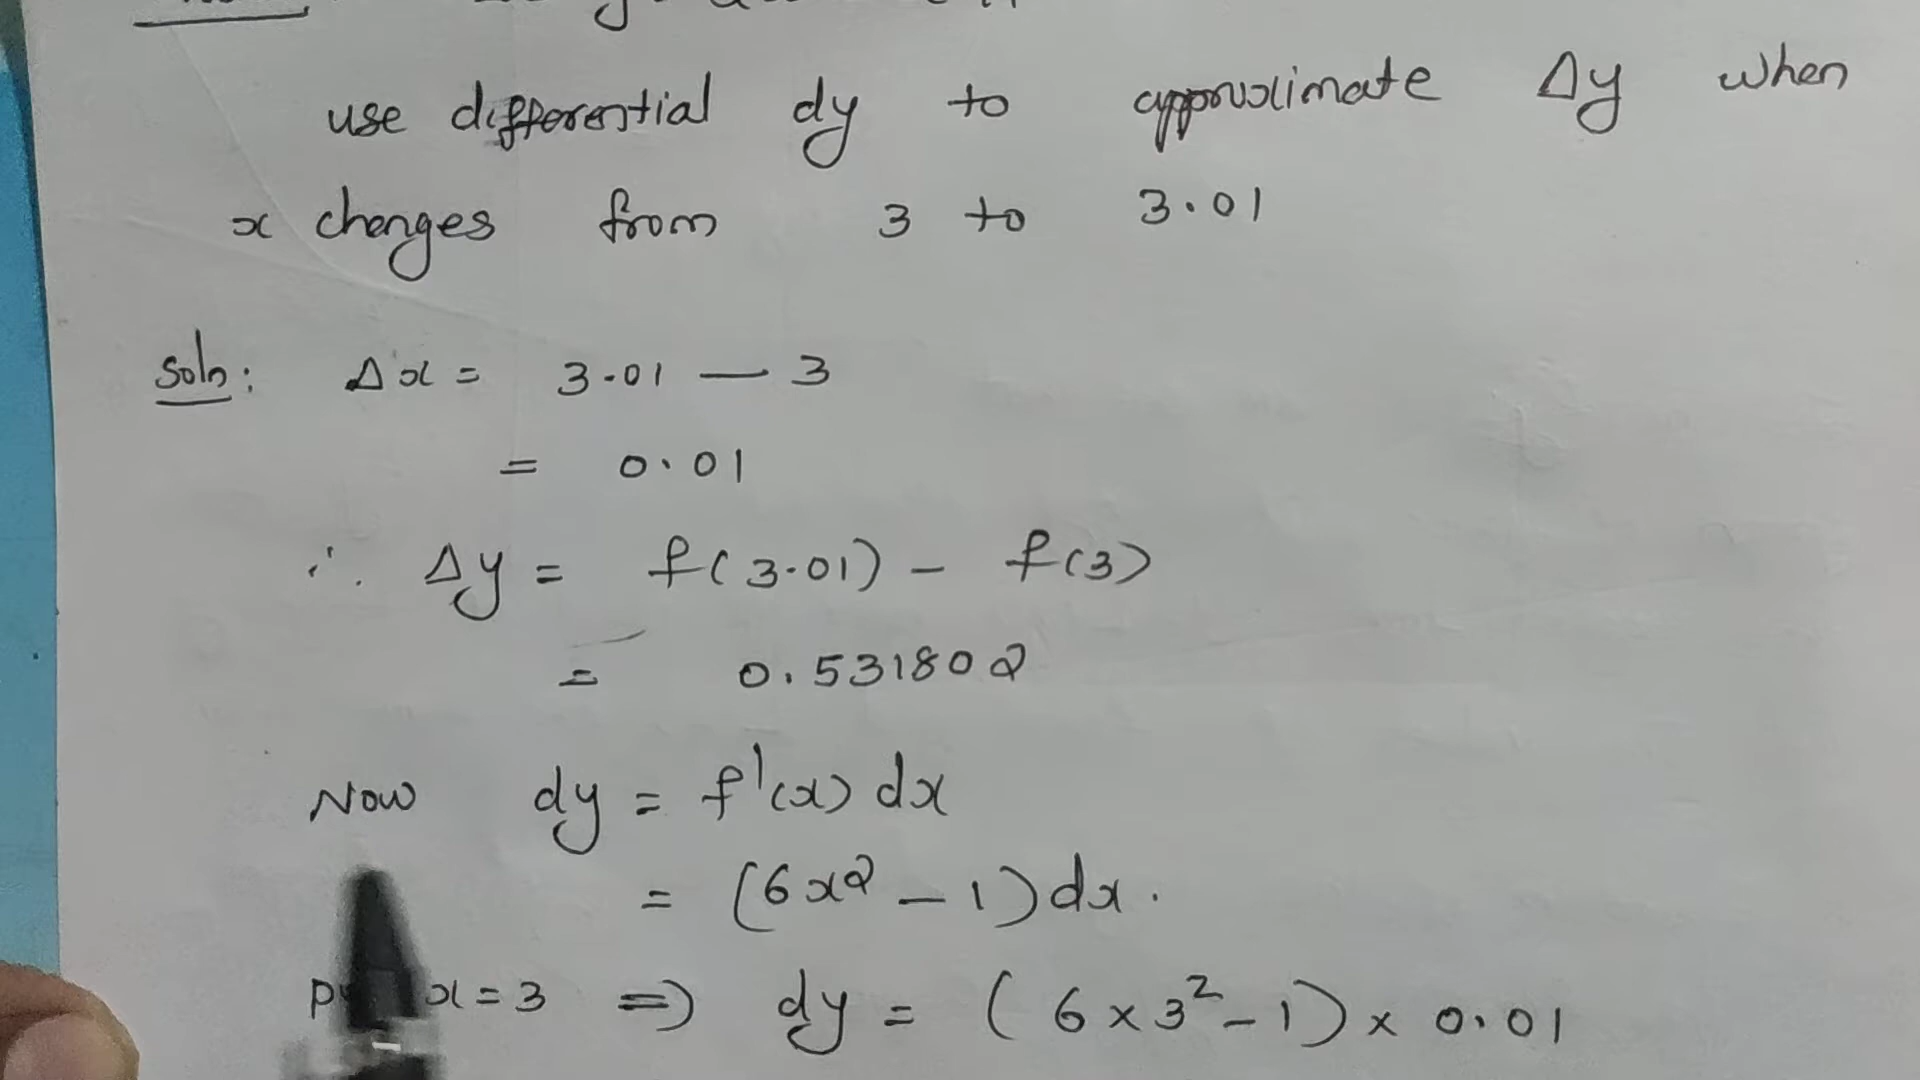 use differential dy to approximate Δy when
x changes from 3 to 3.01
Soln: Δx = 3.01 — 3
= 0.01
∴ Δy = f(3.01) - f(3)
= 0.531802
Now dy = f'(x) dx
= (6x² - 1) dx.
x = 3 ⇒ dy = (6 × 3² - 1) × 0.01